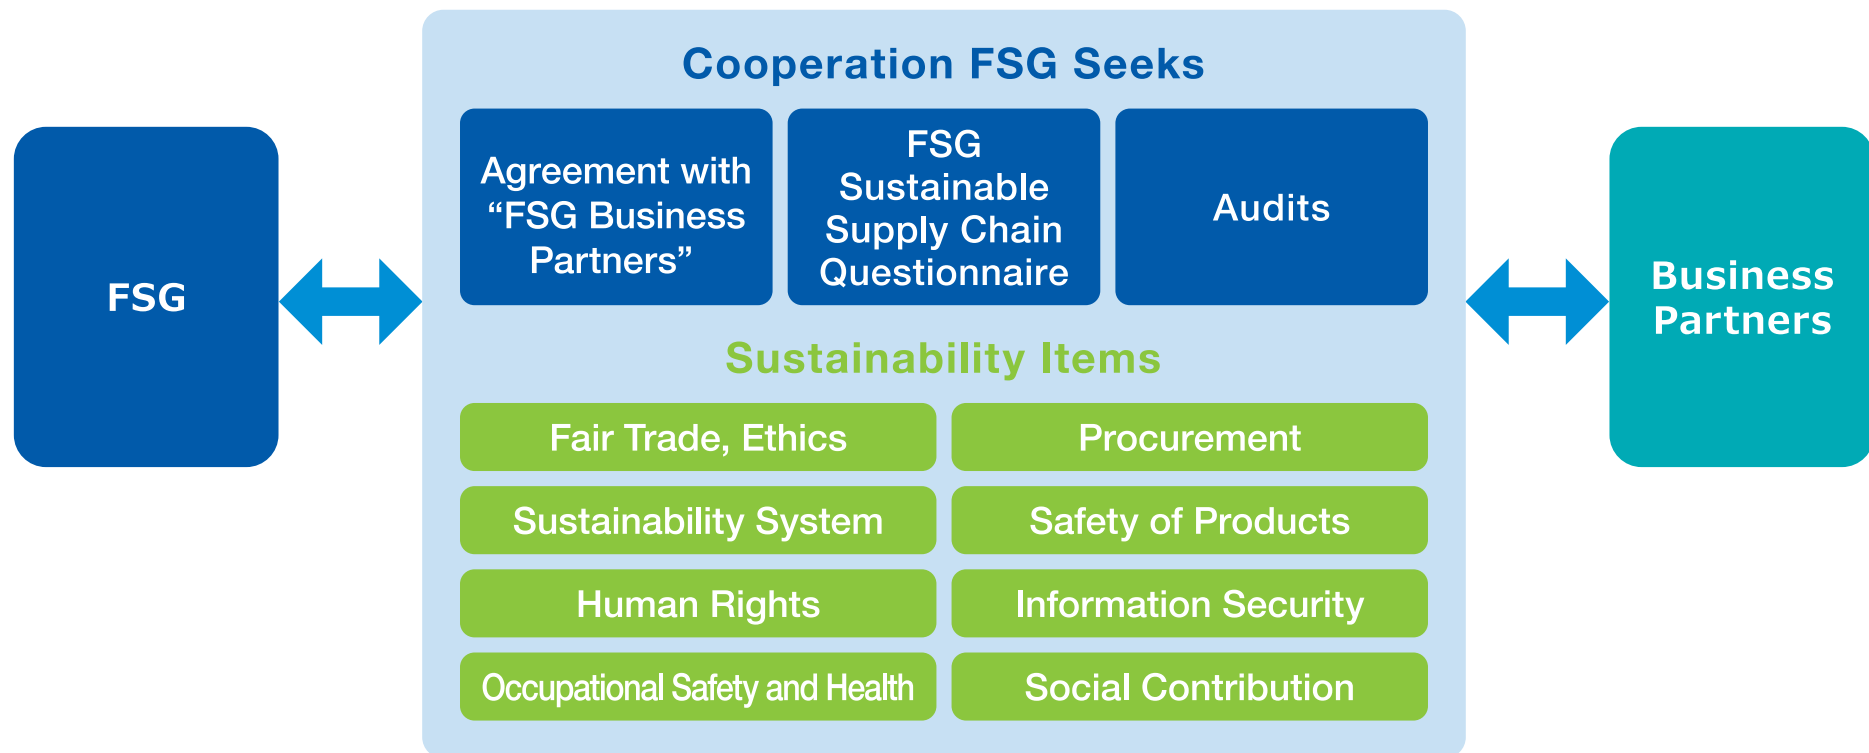 Cooperation FSG Seeks
FSG
Agreement with
“FSG Business
Partners”
FSG
Sustainable
Supply Chain
Questionnaire
Audits
Business
Partners
Sustainability Items
Fair Trade, Ethics
Procurement
Sustainability System
Safety of Products
Human Rights
Information Security
Occupational Safety and Health
Social Contribution